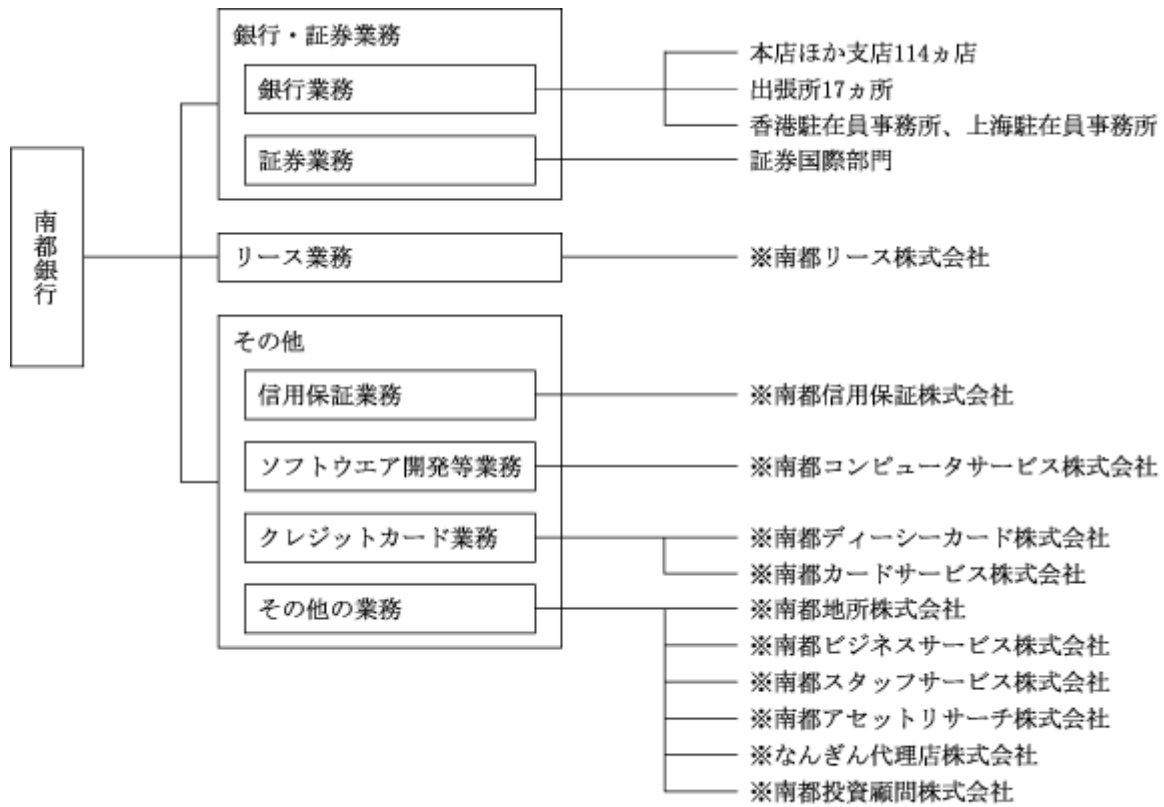 南都銀行
銀行・証券業務
銀行業務
本店ほか支店114ヵ店
出張所17ヵ所
香港駐在員事務所、上海駐在員事務所
証券業務
証券国際部門
リース業務
※南都リース株式会社
その他
信用保証業務
※南都信用保証株式会社
ソフトウエア開発等業務
※南都コンピュータサービス株式会社
クレジットカード業務
※南都ディーシーカード株式会社
※南都カードサービス株式会社
その他の業務
※南都地所株式会社
※南都ビジネスサービス株式会社
※南都スタッフサービス株式会社
※南都アセットリサーチ株式会社
※なんぎん代理店株式会社
※南都投資顧問株式会社